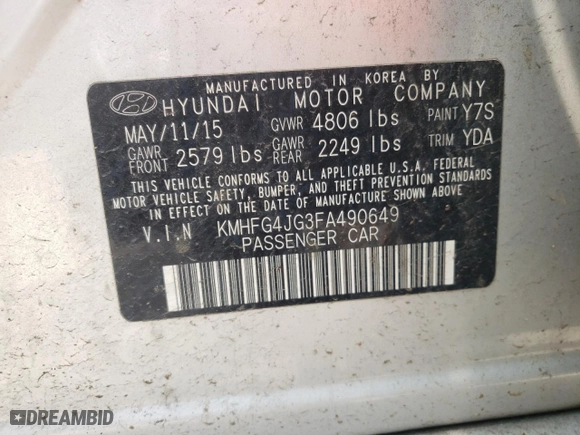 MANUFACTURED IN KOREA BY
HYUNDAI MOTOR COMPANY
MAY/11/15 GVWR 4806 lbs PAINT Y7S
GAWR FRONT 2579 lbs GAWR REAR 2249 lbs TRIM YDA
THIS VEHICLE CONFORMS TO ALL APPLICABLE U.S.A. FEDERAL
MOTOR VEHICLE SAFETY, BUMPER, AND THEFT PREVENTION STANDARDS
IN EFFECT ON THE DATE OF MANUFACTURE SHOWN ABOVE
V.I.N KMHFG4JG3FA490649
PASSENGER CAR
DREAMBID